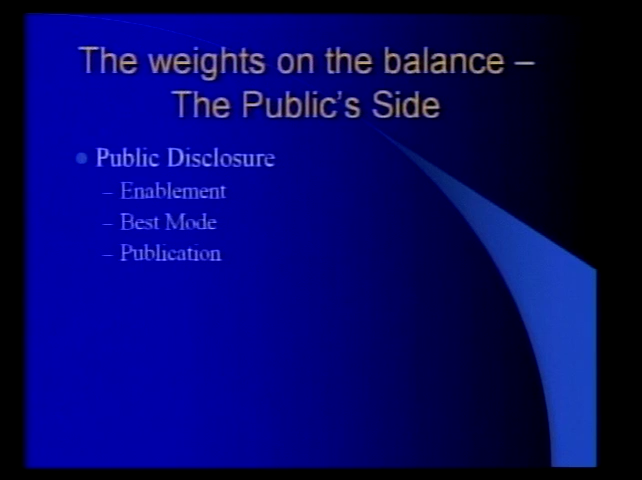 The weights on the balance –
The Public's Side
Public Disclosure
– Enablement
– Best Mode
– Publication